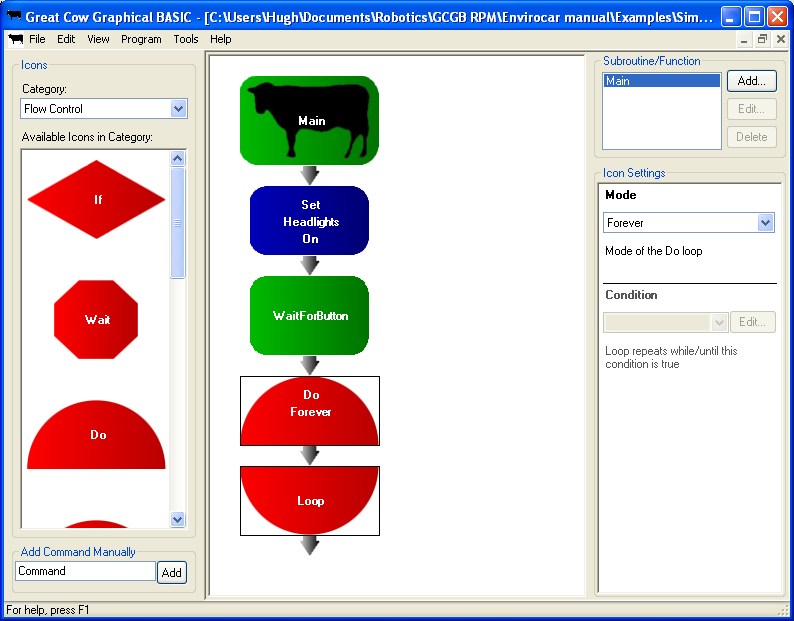 Great Cow Graphical BASIC - [C:\Users\Hugh\Documents\Robotics\GCGB RPM\Envirocar manual\Examples\Sim...
File Edit View Program Tools Help
Icons
Category:
Flow Control
Available Icons in Category:
If
Wait
Do
Add Command Manually
Command
Add
Main
Set
Headlights
On
WaitForButton
Do
Forever
Loop
Subroutine/Function
Main
Add...
Edit...
Delete
Icon Settings
Mode
Forever
Mode of the Do loop
Condition
Edit...
Loop repeats while/until this
condition is true
For help, press F1